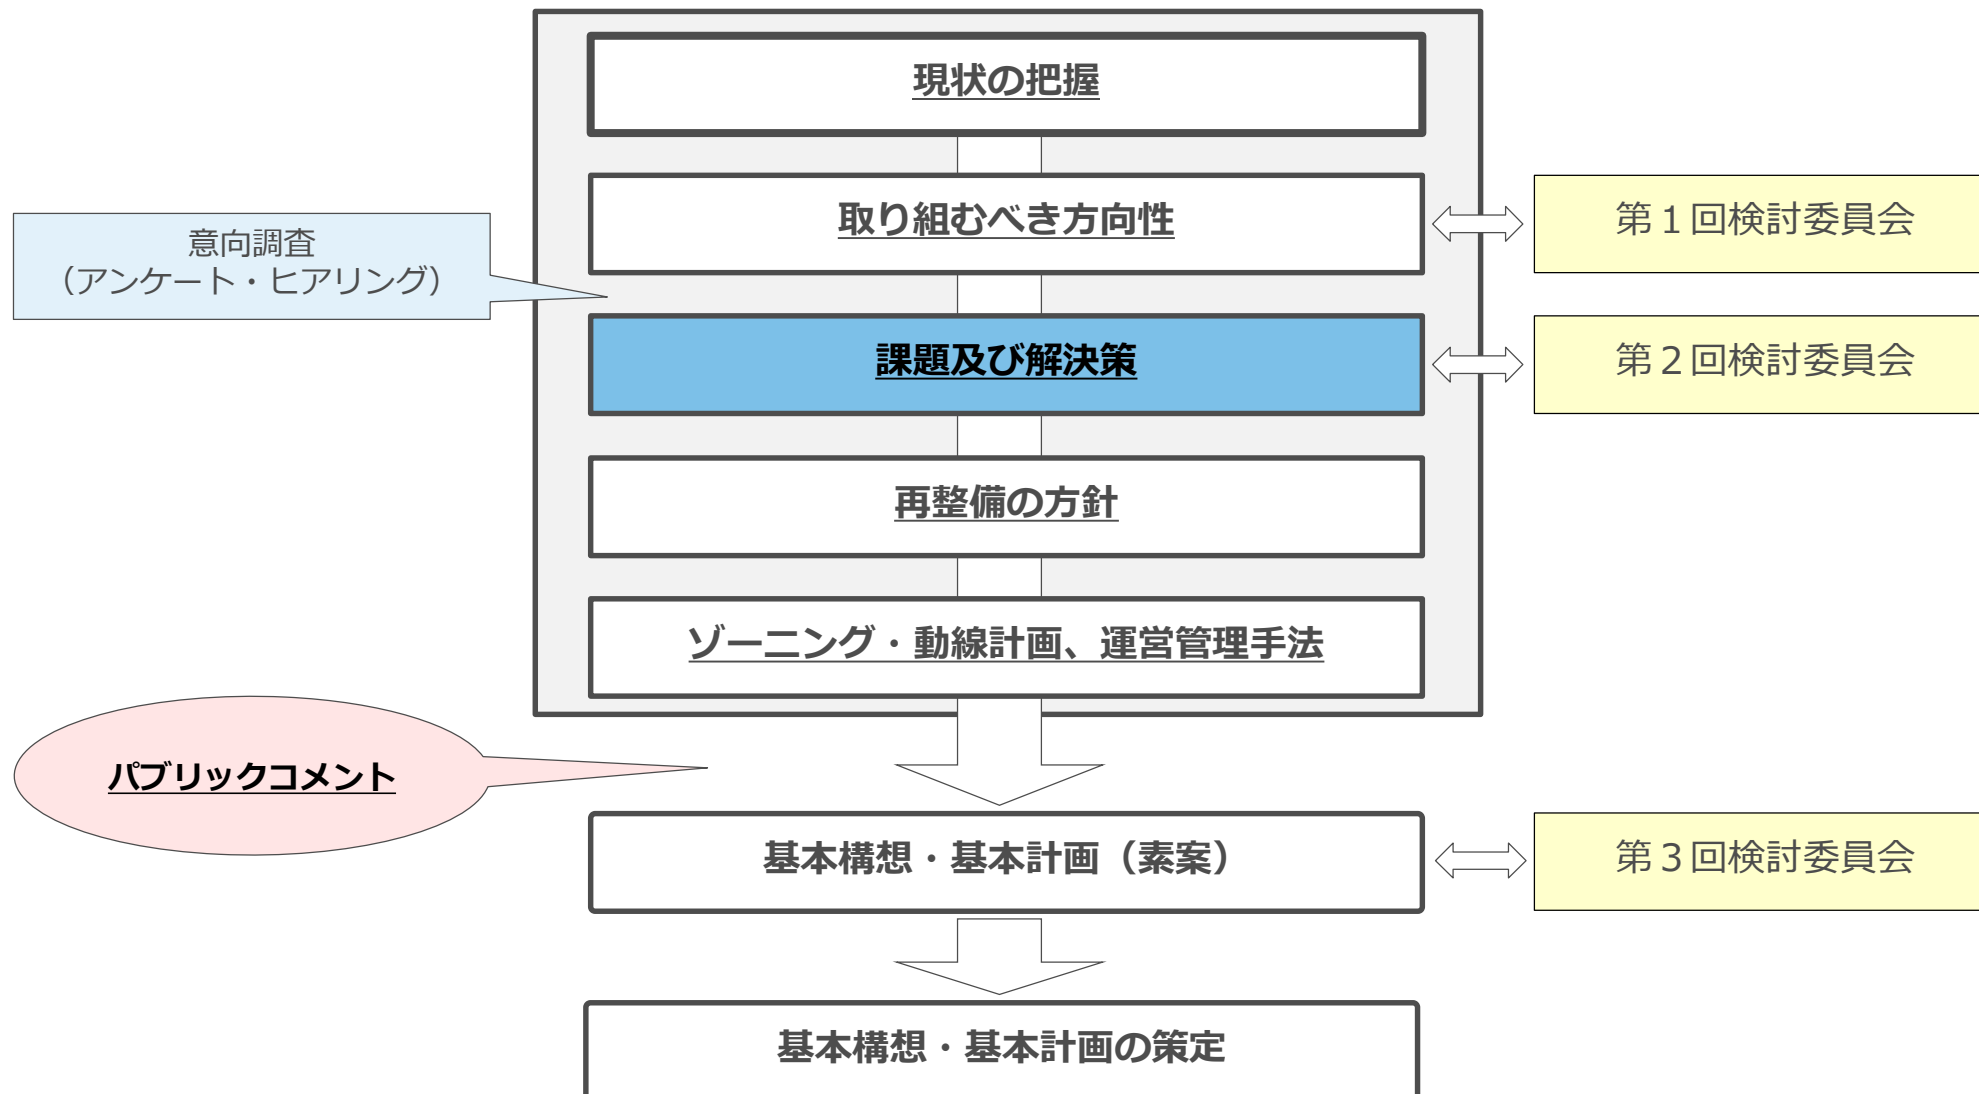 現状の把握
取り組むべき方向性
第1回検討委員会
意向調査
（アンケート・ヒアリング）
課題及び解決策
第2回検討委員会
再整備の方針
ゾーニング・動線計画、運営管理手法
パブリックコメント
基本構想・基本計画（素案）
第3回検討委員会
基本構想・基本計画の策定